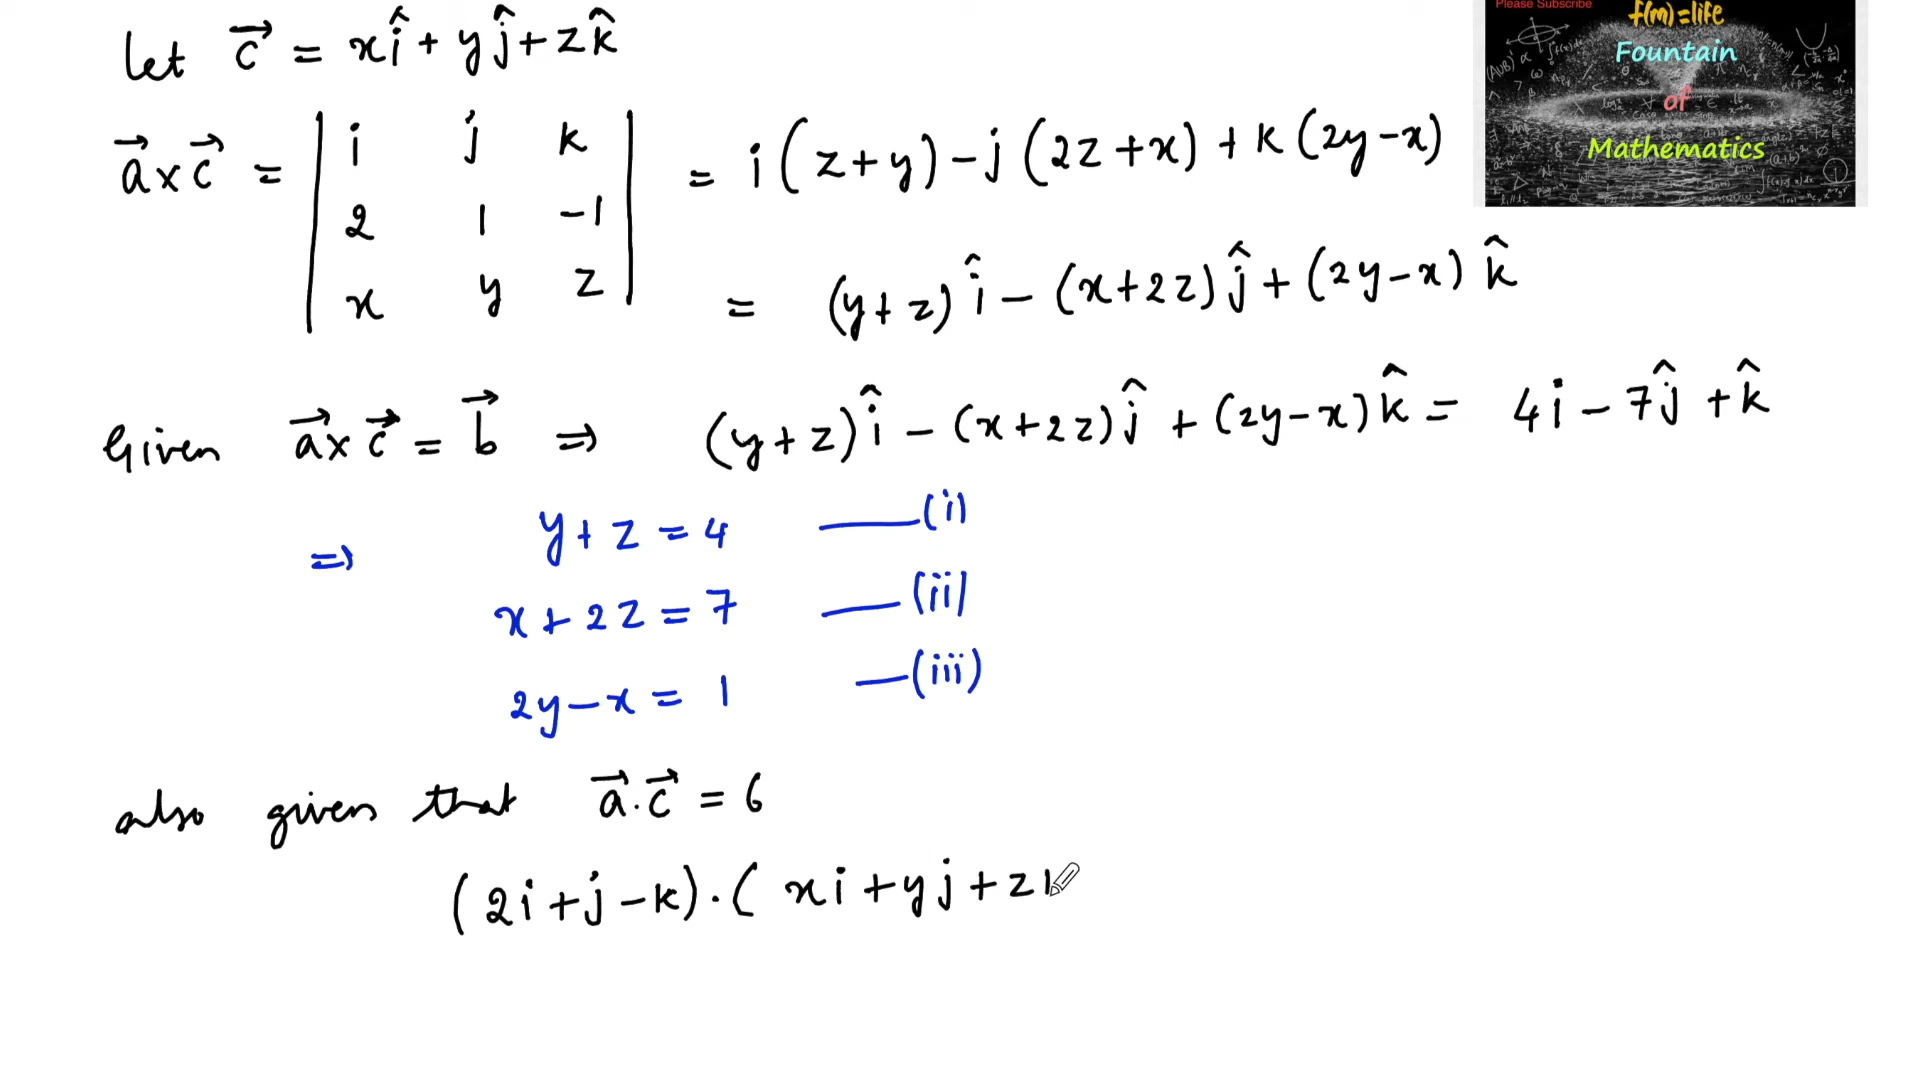 Please Subscribe
f(m)=life
Fountain
of
Mathematics
let c⃗ = xî + yĵ + zk̂
a⃗ x c⃗ = | i j k | = i(z+y) - j(2z+x) + k(2y-x)
| 2 1 -1 |
| x y z | = (y+z)î - (x+2z)ĵ + (2y-x)k̂
Given a⃗ x c⃗ = b⃗ ⇒ (y+z)î - (x+2z)ĵ + (2y-x)k̂ = 4i - 7ĵ + k̂
⇒ y+z = 4 —(i)
x+2z = 7 —(ii)
2y-x = 1 —(iii)
also given that a⃗.c⃗ = 6
(2i+j-k).(xi+yj+z